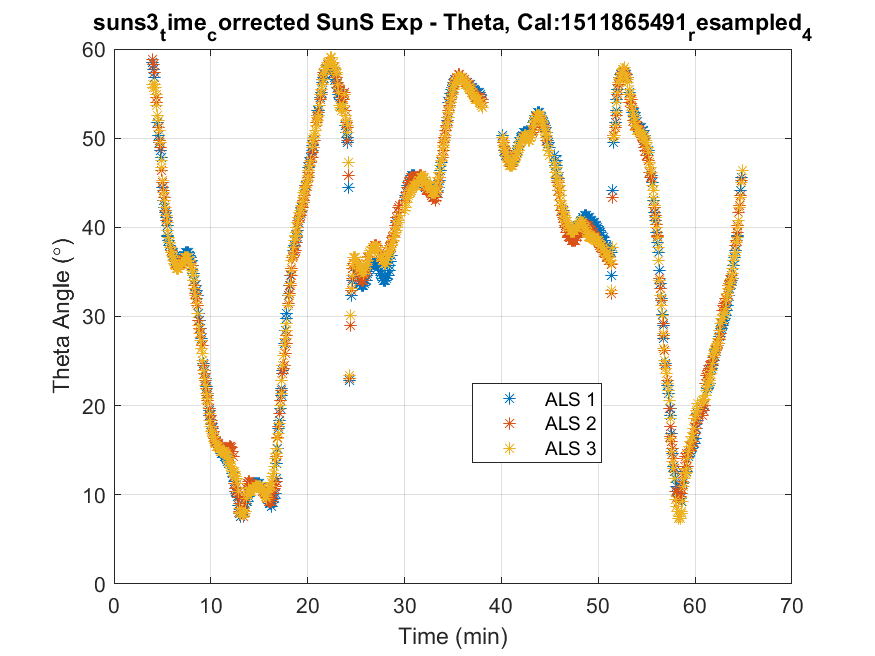 suns3_time_corrected SunS Exp - Theta, Cal:1511865491_resampled_4
60
50
40
30
20
10
0
Theta Angle (°)
ALS 1
ALS 2
ALS 3
0 10 20 30 40 50 60 70
Time (min)